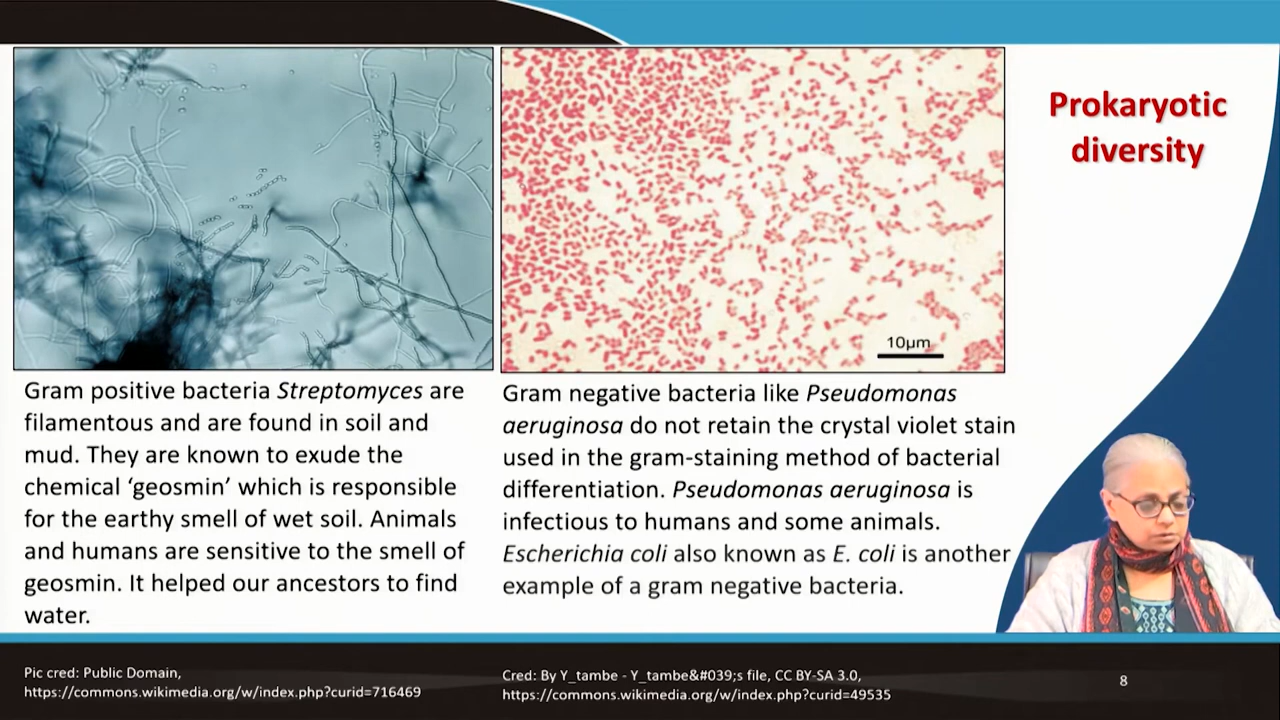 Prokaryotic
diversity
10µm
Gram positive bacteria Streptomyces are
filamentous and are found in soil and
mud. They are known to exude the
chemical ‘geosmin’ which is responsible
for the earthy smell of wet soil. Animals
and humans are sensitive to the smell of
geosmin. It helped our ancestors to find
water.
Gram negative bacteria like Pseudomonas
aeruginosa do not retain the crystal violet stain
used in the gram-staining method of bacterial
differentiation. Pseudomonas aeruginosa is
infectious to humans and some animals.
Escherichia coli also known as E. coli is another
example of a gram negative bacteria.
Pic cred: Public Domain,
https://commons.wikimedia.org/w/index.php?curid=716469
Cred: By Y_tambe - Y_tambe&#039;s file, CC BY-SA 3.0,
https://commons.wikimedia.org/w/index.php?curid=49535
8